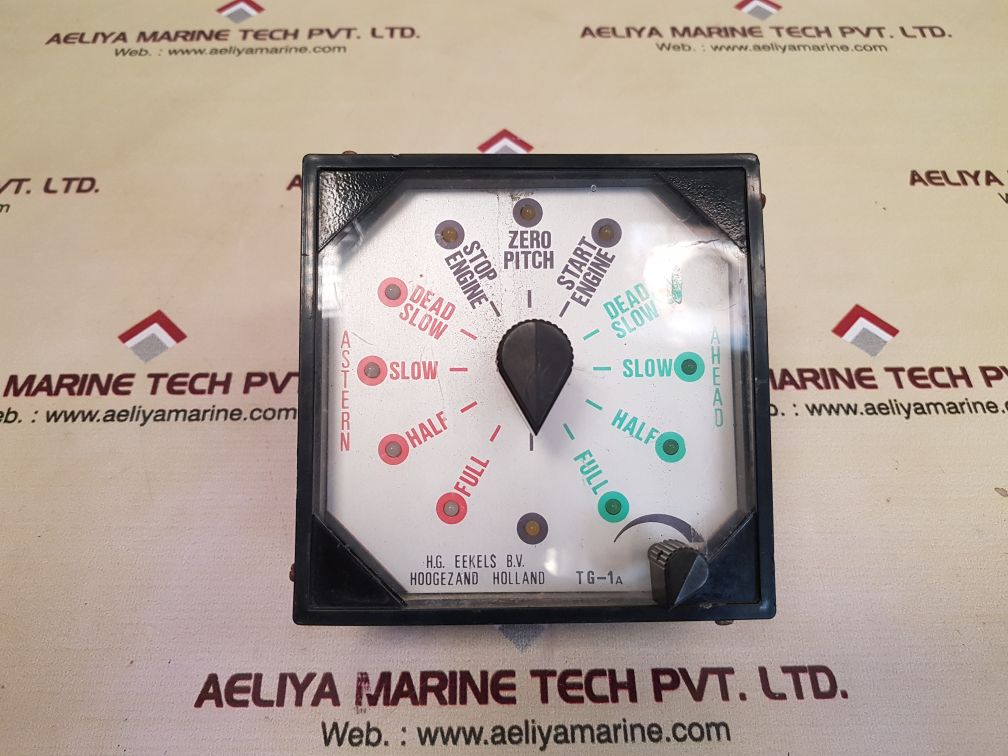 AELIYA MARINE TECH PVT. LTD.
Web. : www.aeliyamarine.com
AELIYA MARINE TECH PVT. LTD.
Web. : www.aeliyamarine.com
VT. LTD.
AELIYA
ZERO
PITCH
STOP
ENGINE
START
ENGINE
DEAD
SLOW
DEAD
SLOW
ASTERN
SLOW
SLOW
AHEAD
HALF
HALF
FULL
FULL
H.G. EEKELS B.V.
HOOGEZAND HOLLAND
TG-1A
MARINE TECH PV
. : www.aeliyamarine.c
MARINE TECH PVT
eb. : www.aeliyamarine.co
AELIYA MARINE TECH PVT. LTD.
Web. : www.aeliyamarine.com